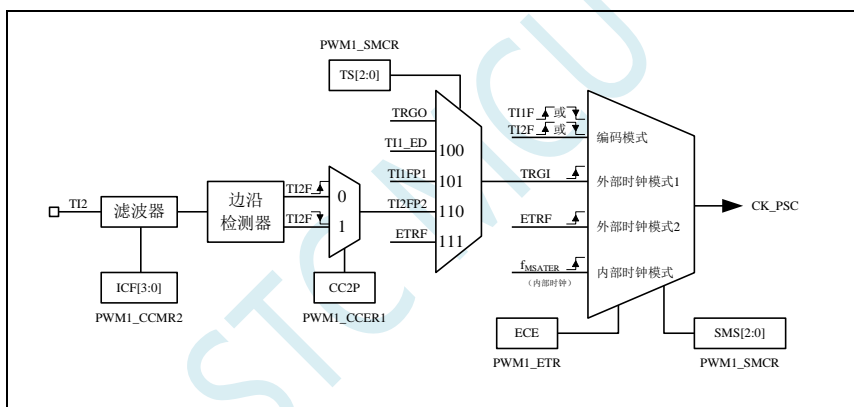 STC MCU
PWM1_SMCR
TS[2:0]
TRGO
TI1_ED
100
TI1FP1
101
TI2FP2
110
ETRF
111
TI2
滤波器
边沿
检测器
TI2F
0
TI2F
1
ICF[3:0]
PWM1_CCMR2
CC2P
PWM1_CCER1
TI1F 或
TI2F 或
编码模式
TRGI
外部时钟模式1
ETRF
外部时钟模式2
fMSATER
（内部时钟）
内部时钟模式
CK_PSC
ECE
PWM1_ETR
SMS[2:0]
PWM1_SMCR